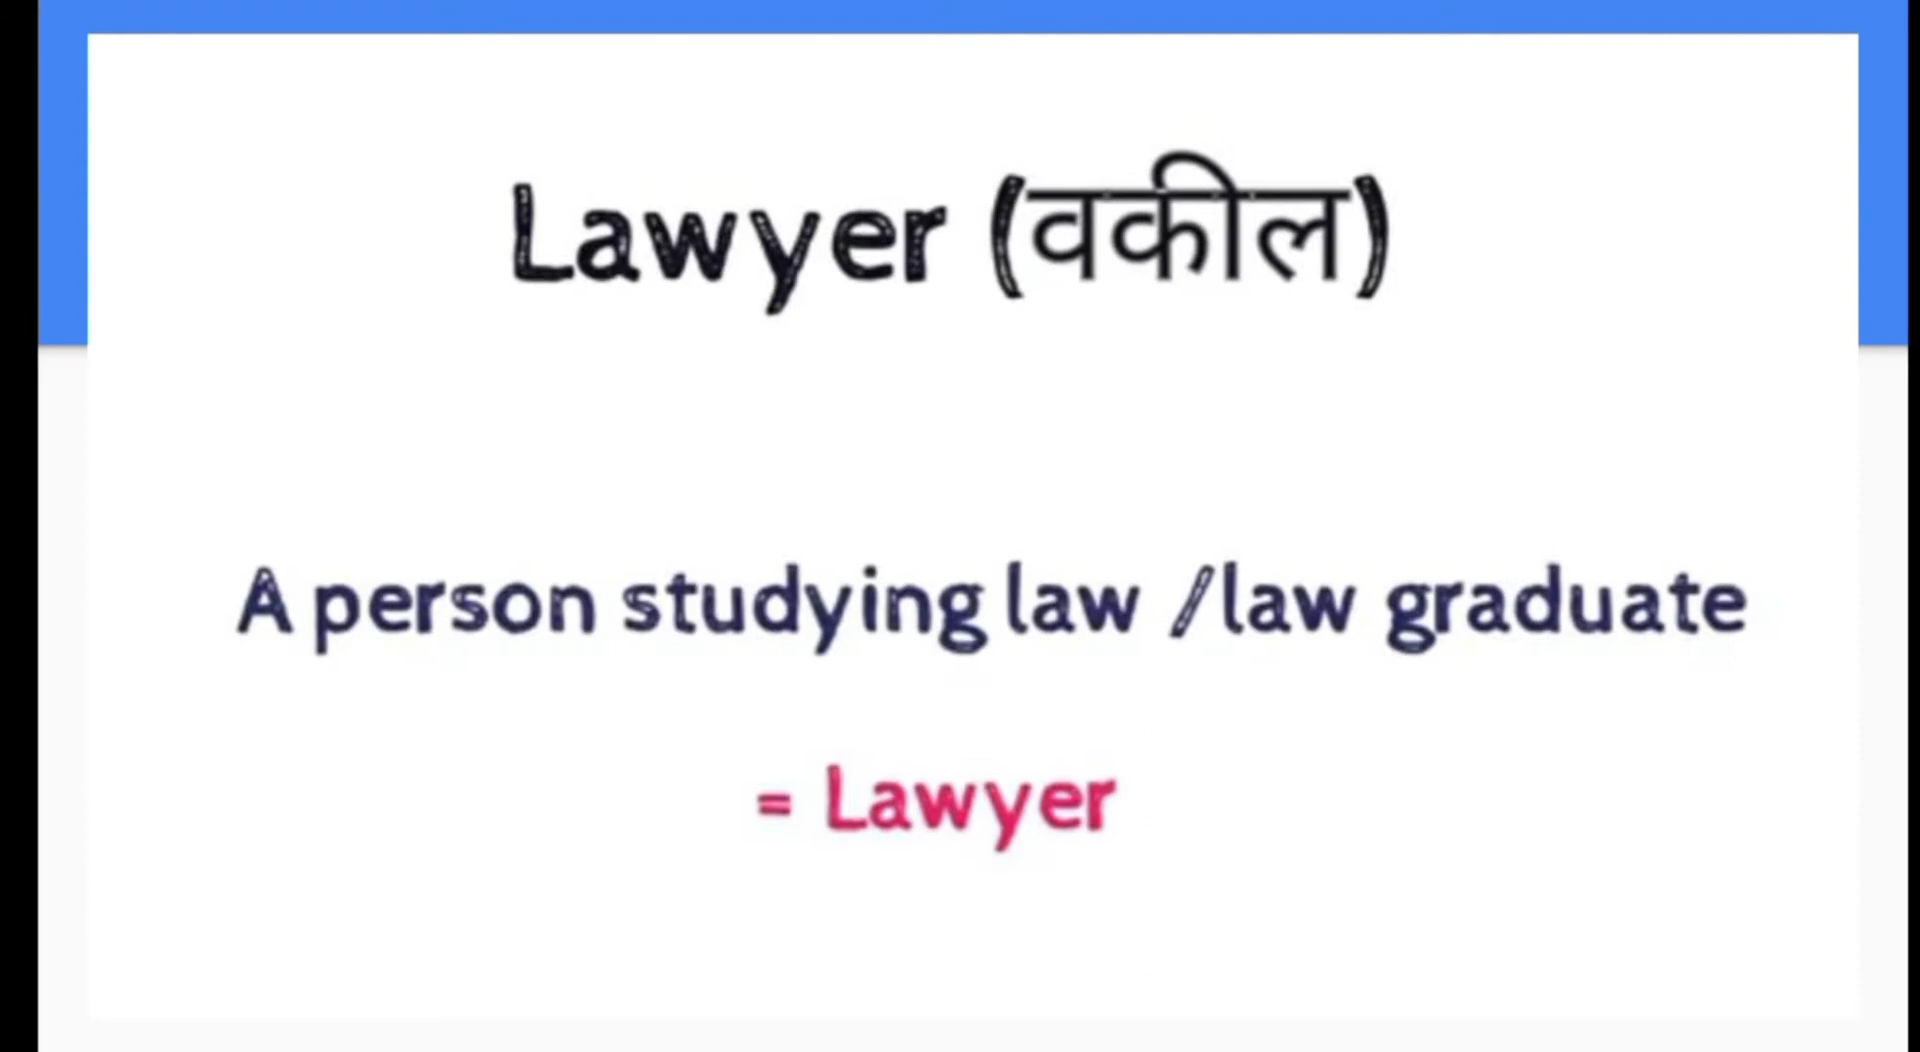 Lawyer (वकील)
A person studying law /law graduate
= Lawyer